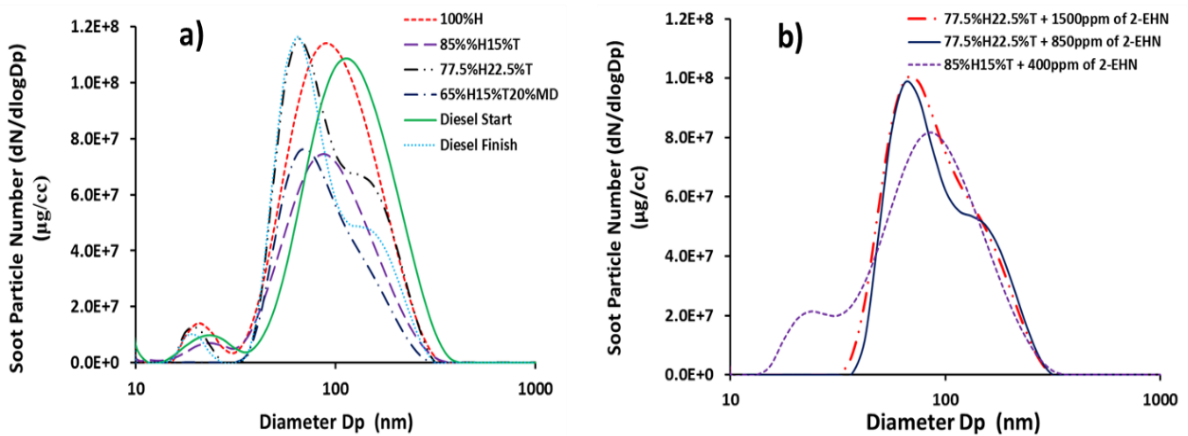 a)
Soot Particle Number (dN/dlogDp)
(μg/cc)
1.2E+8
1.0E+8
8.0E+7
6.0E+7
4.0E+7
2.0E+7
0.0E+0
10
100
1000
Diameter Dp (nm)
100%H
85%%H15%T
77.5%H22.5%T
65%H15%T20%MD
Diesel Start
Diesel Finish
b)
Soot Particle Number (dN/dlogDp)
(μg/cc)
1.2E+8
1.0E+8
8.0E+7
6.0E+7
4.0E+7
2.0E+7
0.0E+0
10
100
1000
Diameter Dp (nm)
77.5%H22.5%T + 1500ppm of 2-EHN
77.5%H22.5%T + 850ppm of 2-EHN
85%H15%T + 400ppm of 2-EHN